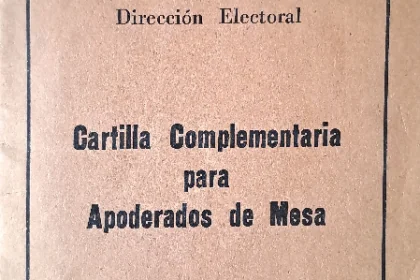 Dirección Electoral
Cartilla Complementaria
para
Apoderados de Mesa